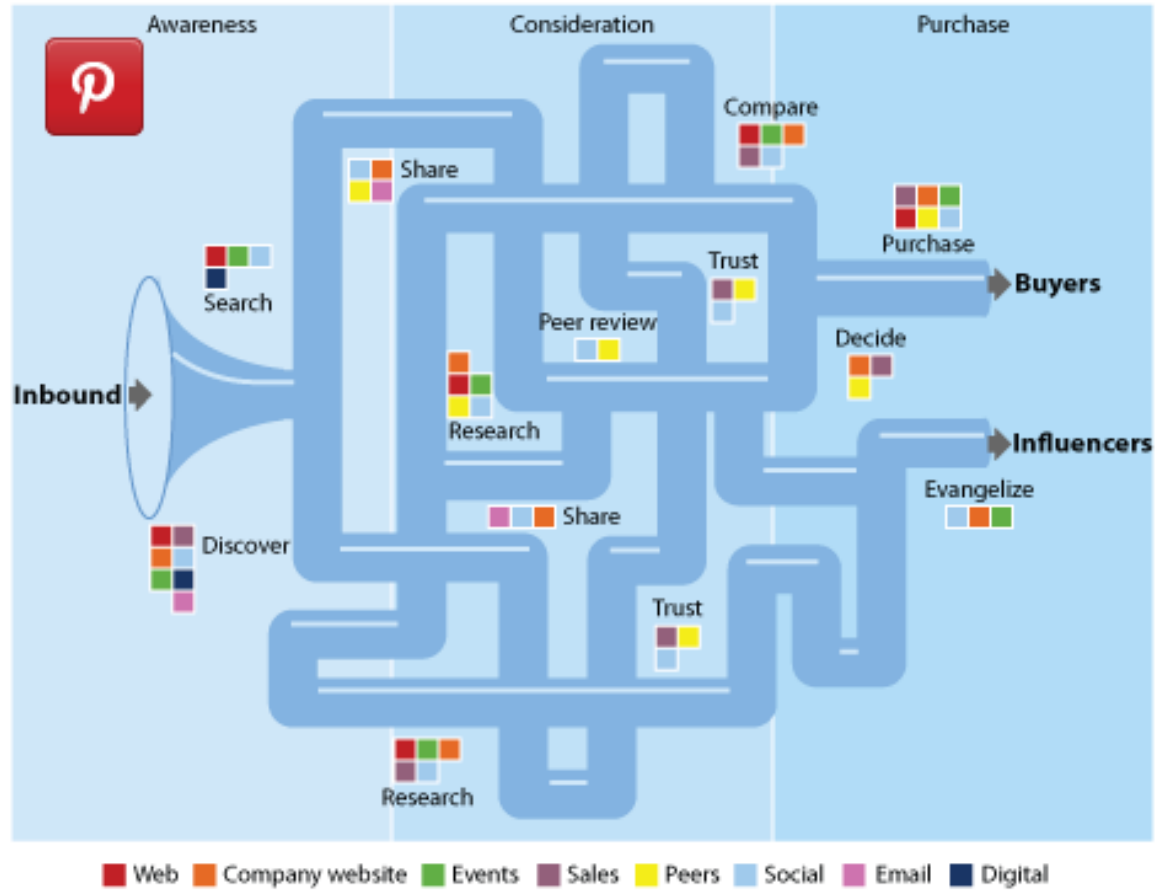 Awareness
Consideration
Purchase
Compare
Share
Purchase
Search
Trust
Buyers
Peer review
Decide
Inbound
Research
Influencers
Evangelize
Share
Discover
Trust
Research
Web
Company website
Events
Sales
Peers
Social
Email
Digital